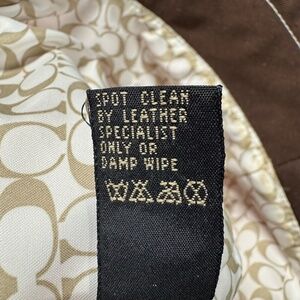 SPOT CLEAN
BY LEATHER
SPECIALIST
ONLY OR
DAMP WIPE